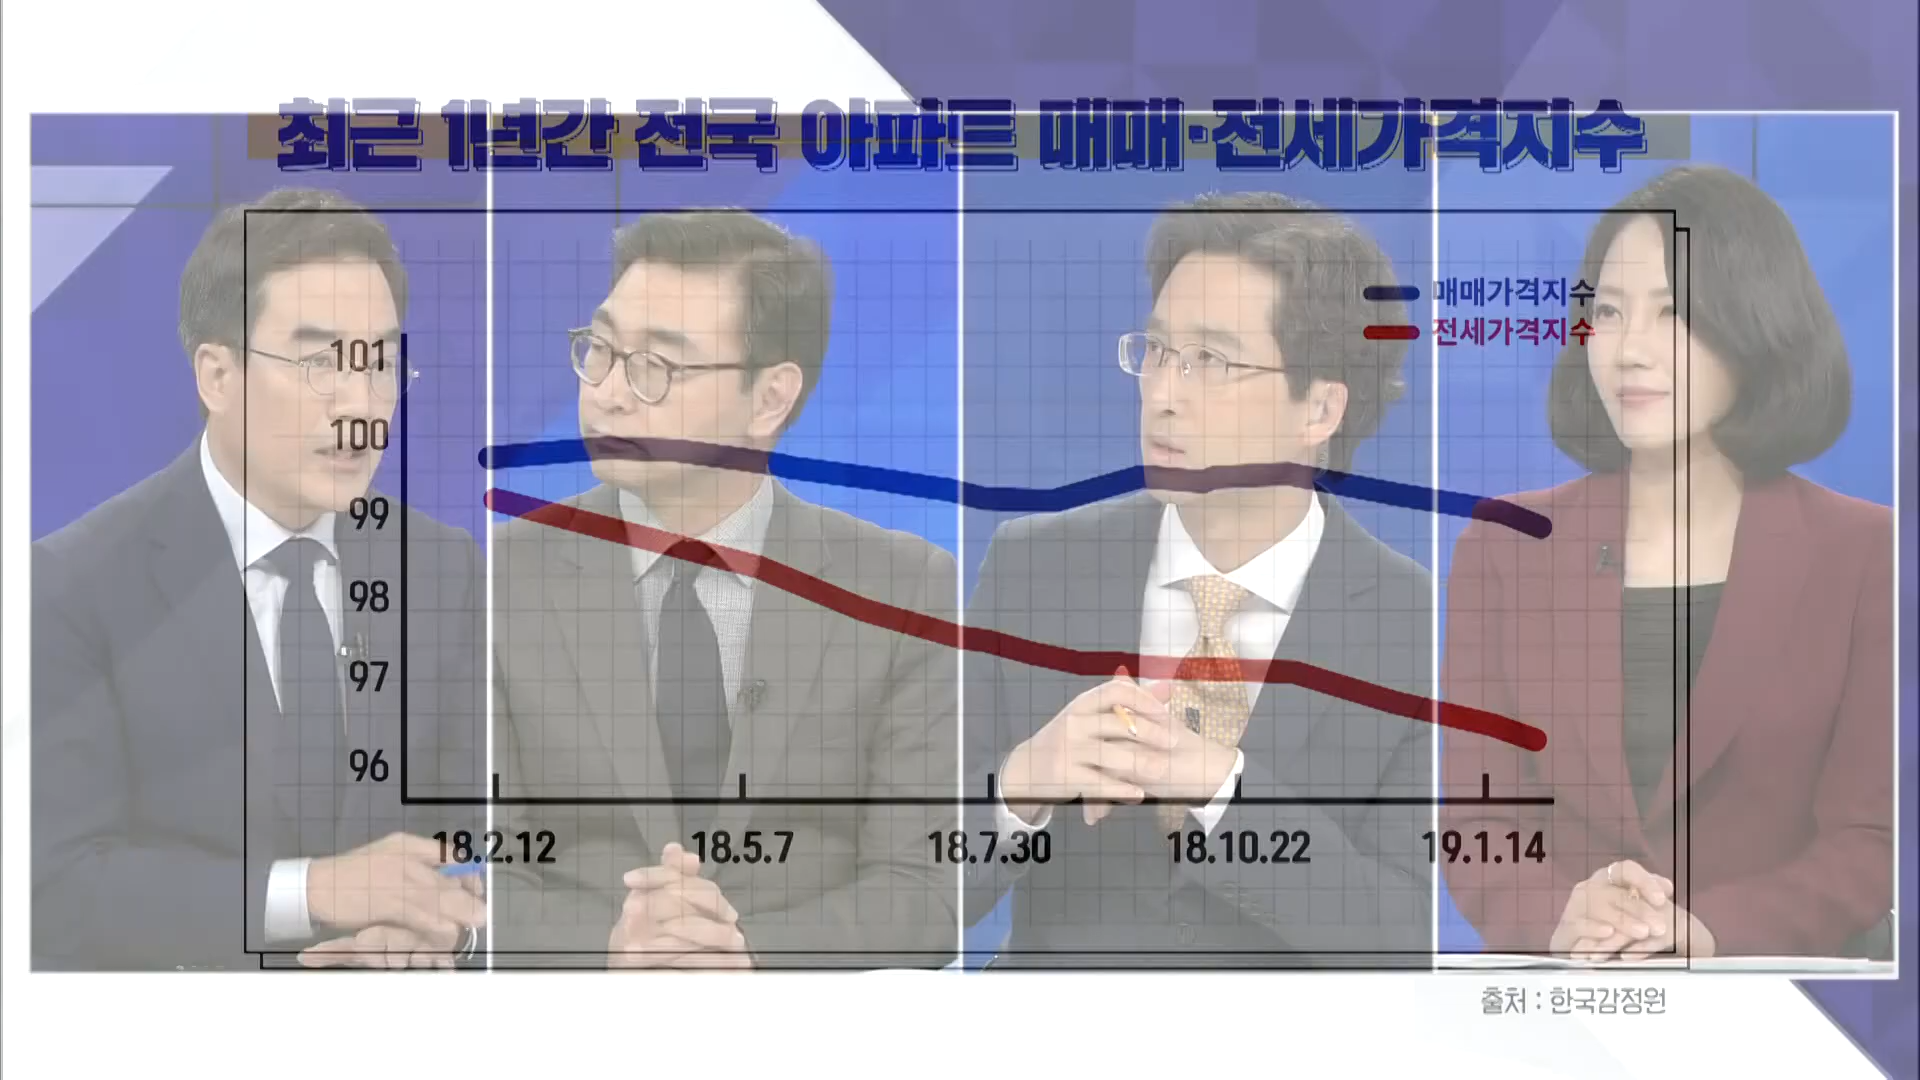 최근 1년간 전국 아파트 매매·전세가격지수
매매가격지수
전세가격지수
101
100
99
98
97
96
18.2.12 18.5.7 18.7.30 18.10.22 19.1.14
출처 : 한국감정원